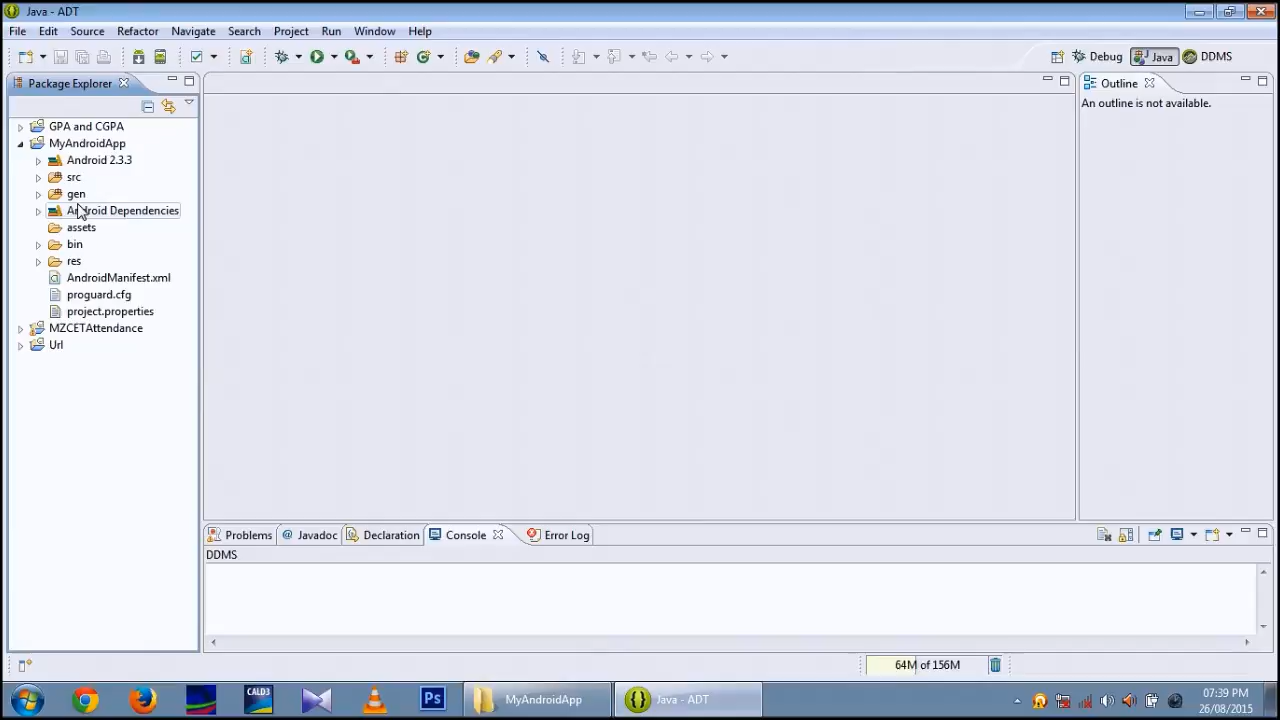 Java - ADT
File Edit Source Refactor Navigate Search Project Run Window Help
Debug Java DDMS
Package Explorer
Outline
An outline is not available.
GPA and CGPA
MyAndroidApp
Android 2.3.3
src
gen
Android Dependencies
assets
bin
res
AndroidManifest.xml
proguard.cfg
project.properties
MZCETAttendance
Url
Problems @ Javadoc Declaration Console Error Log
DDMS
64M of 156M
CALD3
Ps
MyAndroidApp
Java - ADT
07:39 PM
26/08/2015